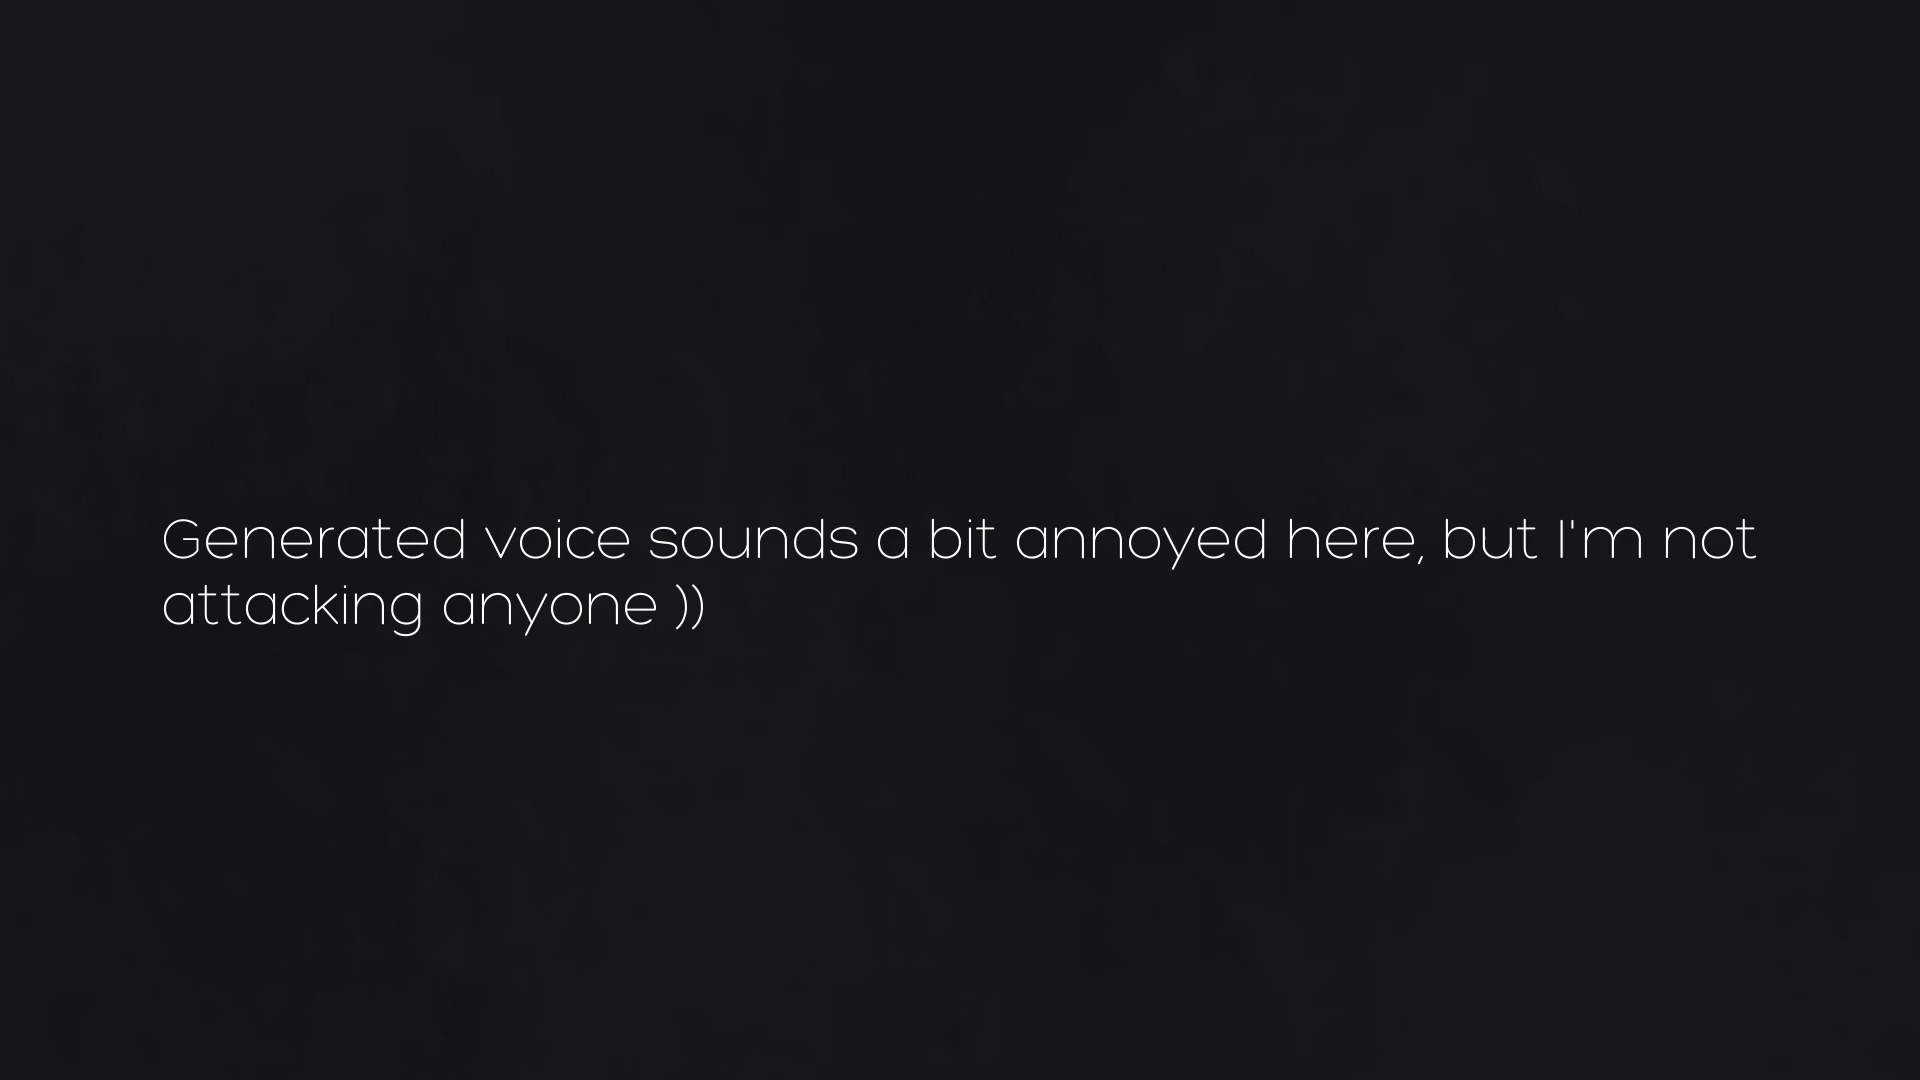 Generated voice sounds a bit annoyed here, but I'm not
attacking anyone ))